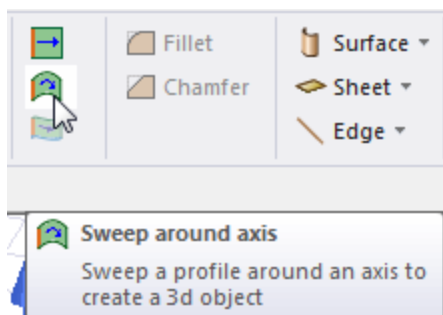 Fillet
Surface
Chamfer
Sheet
Edge
Sweep around axis
Sweep a profile around an axis to
create a 3d object